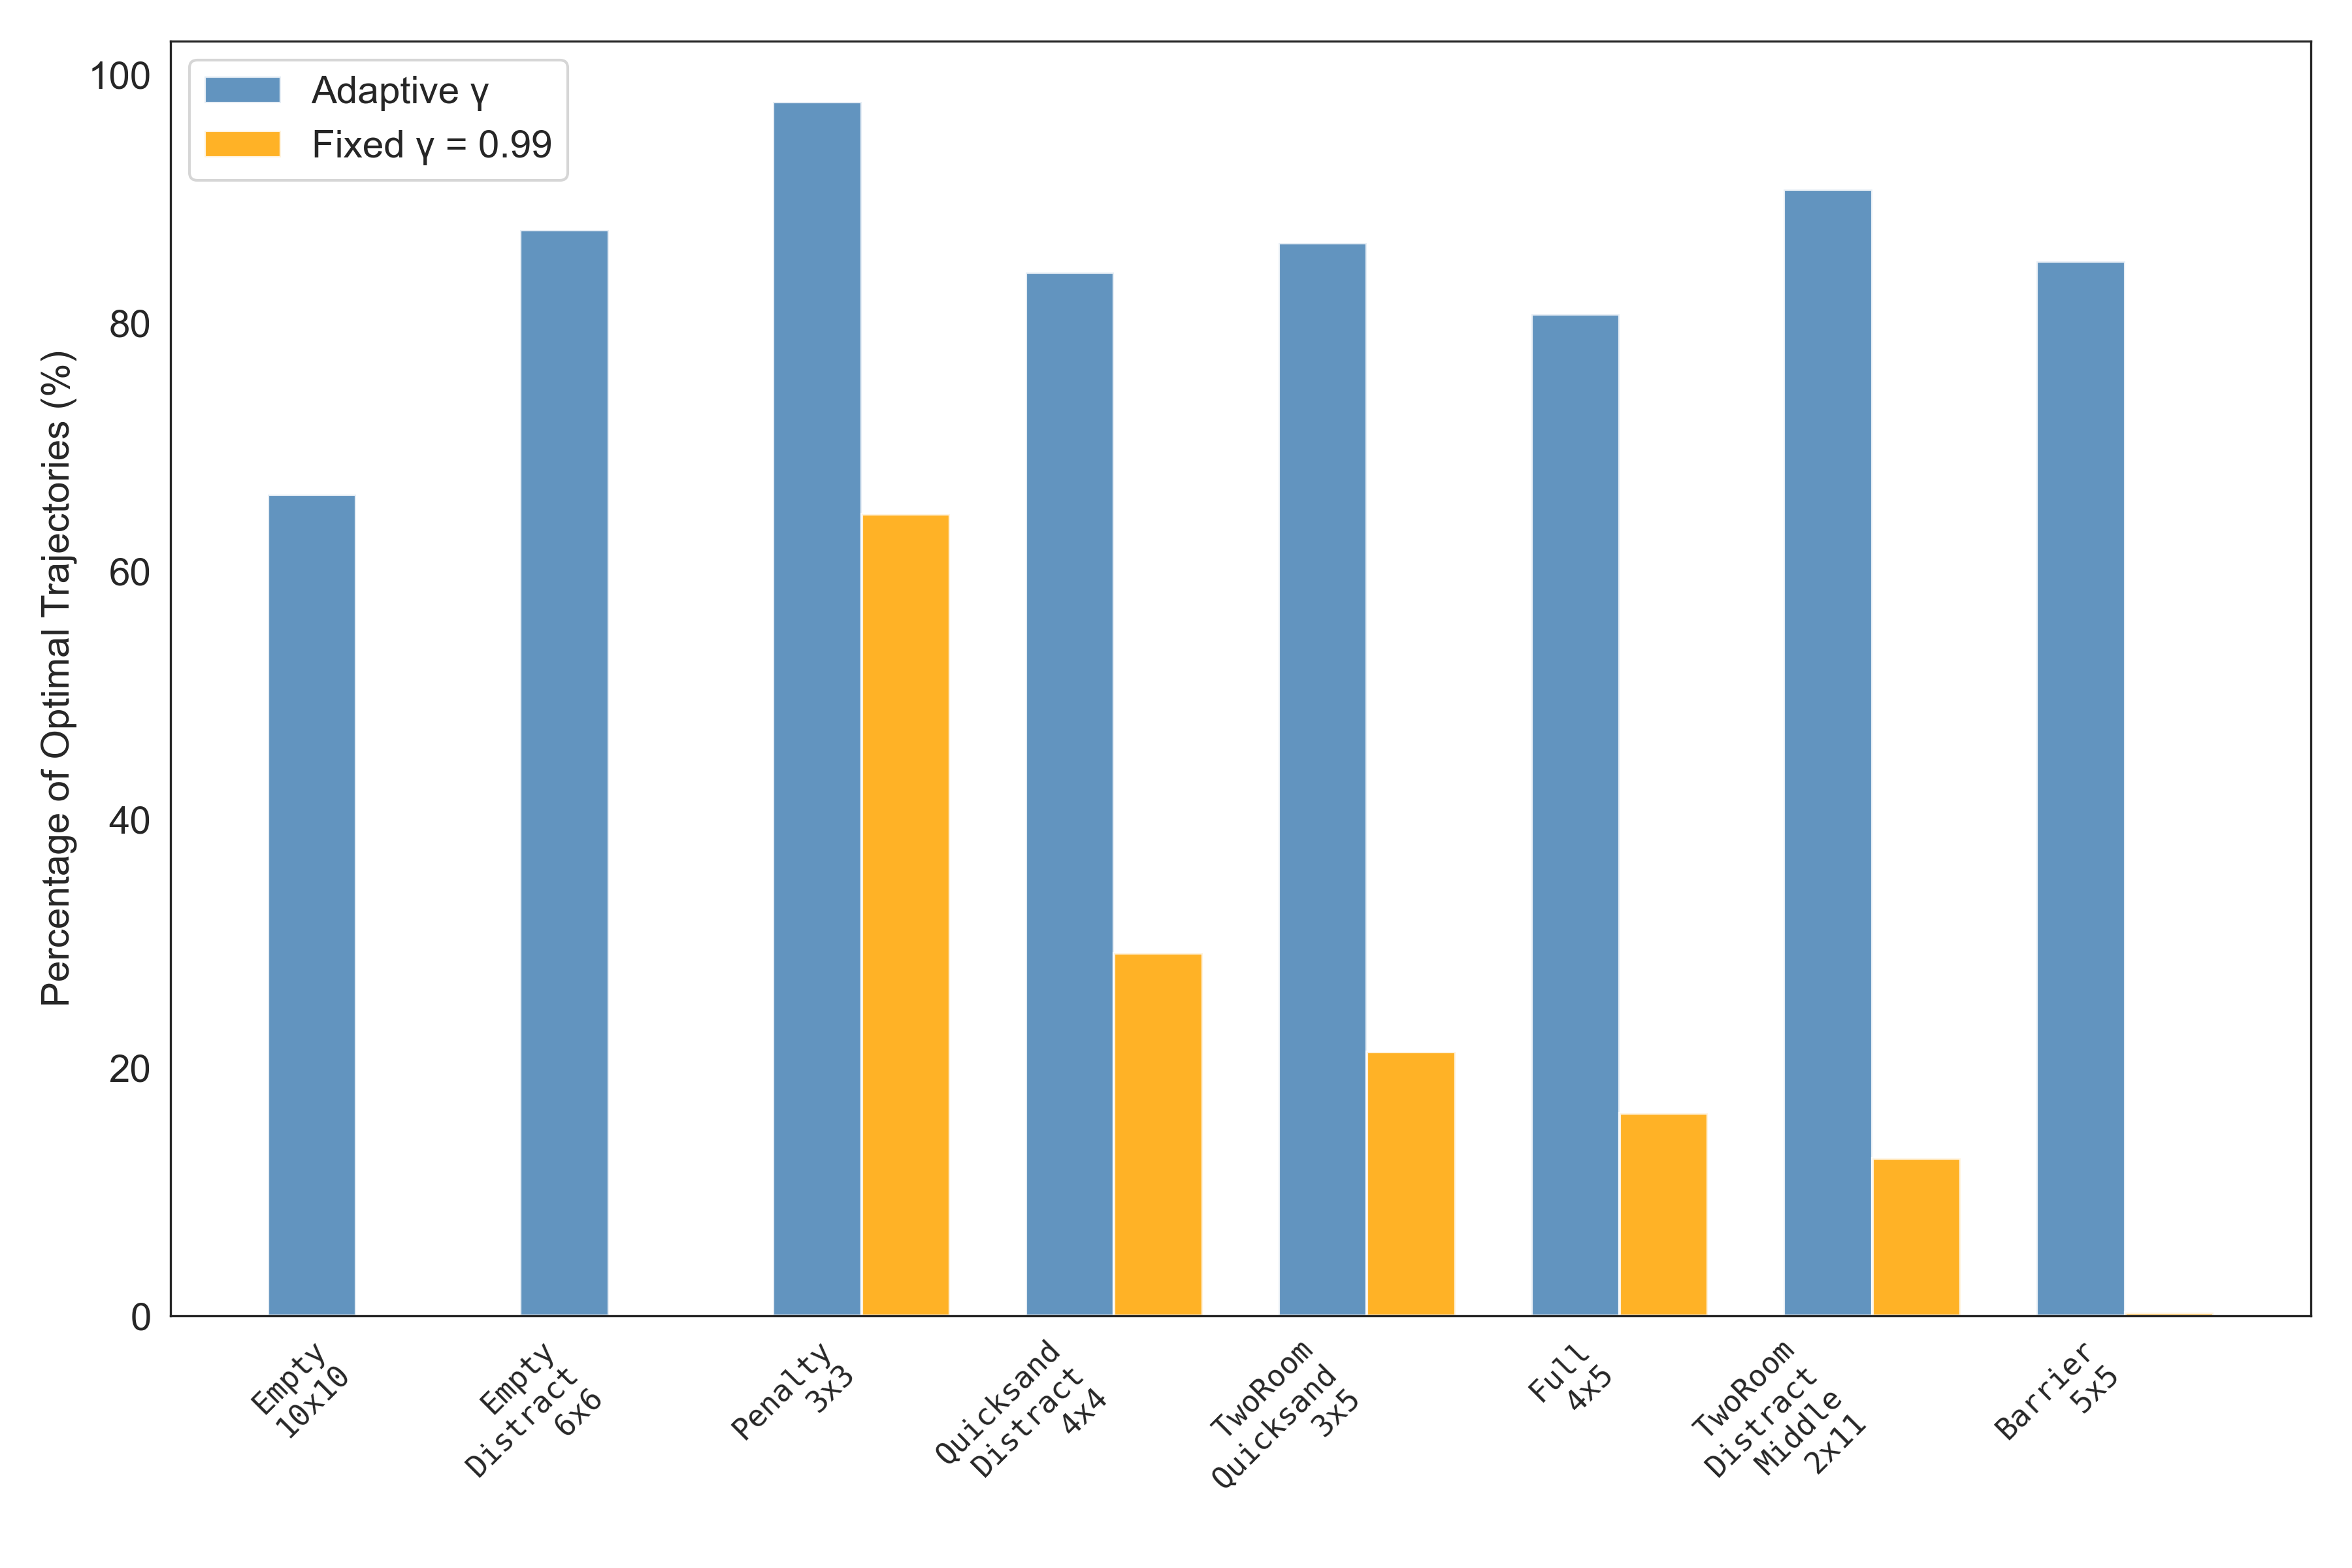 Adaptive γ
Fixed γ = 0.99
Percentage of Optimal Trajectories (%)
100
80
60
40
20
0
Empty
10x10
Empty
Distract
6x6
Penalty
3x3
Quicksand
Distract
4x4
TwoRoom
Quicksand
3x5
Full
4x5
TwoRoom
Distract
Middle
2x11
Barrier
5x5